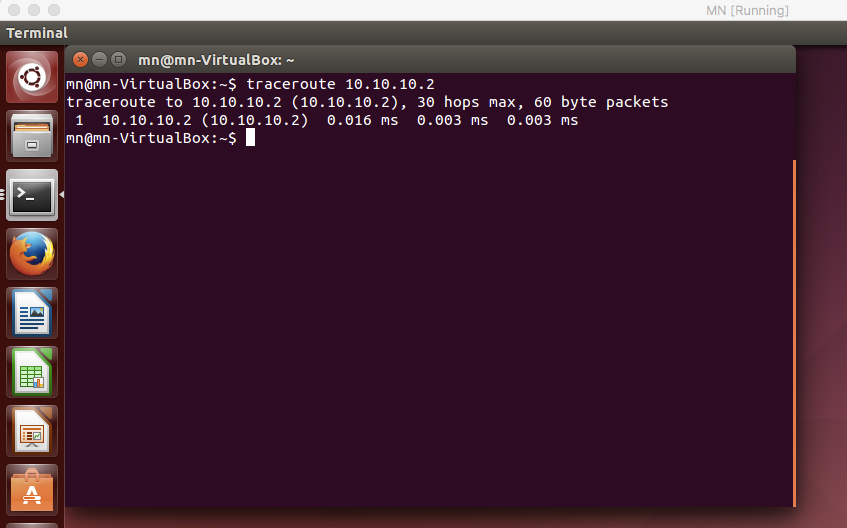 MN [Running]
Terminal
mn@mn-VirtualBox: ~
mn@mn-VirtualBox:~$ traceroute 10.10.10.2
traceroute to 10.10.10.2 (10.10.10.2), 30 hops max, 60 byte packets
 1  10.10.10.2 (10.10.10.2)  0.016 ms  0.003 ms  0.003 ms
mn@mn-VirtualBox:~$